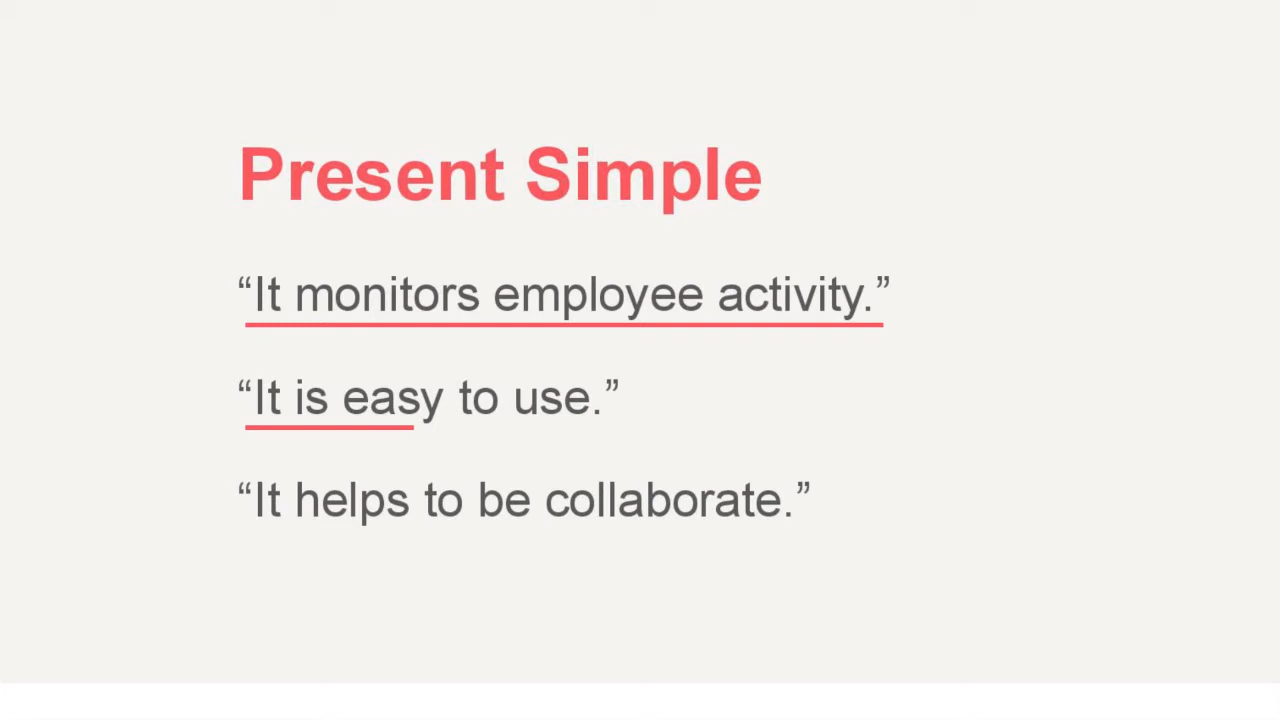 Present Simple
“It monitors employee activity.”
“It is easy to use.”
“It helps to be collaborate.”